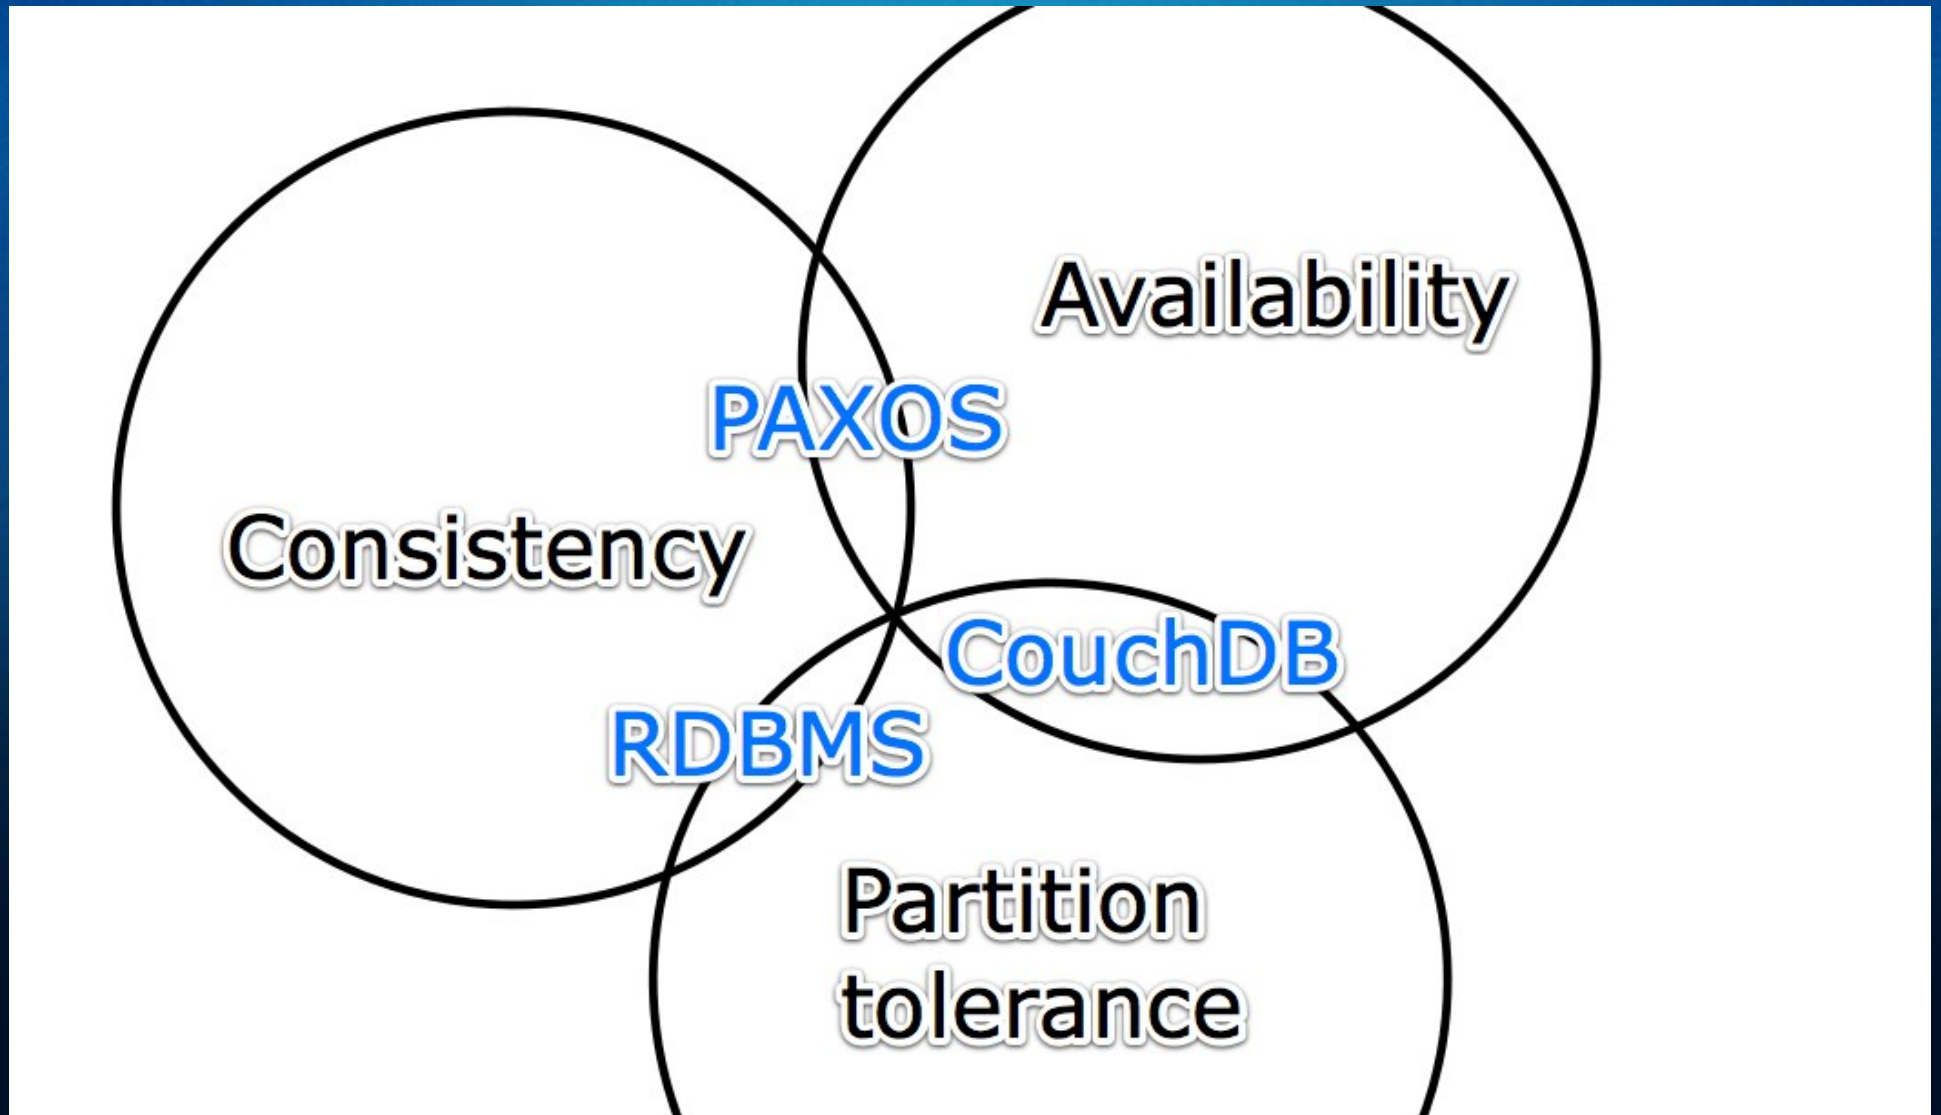 Availability
PAXOS
Consistency
CouchDB
RDBMS
Partition
tolerance